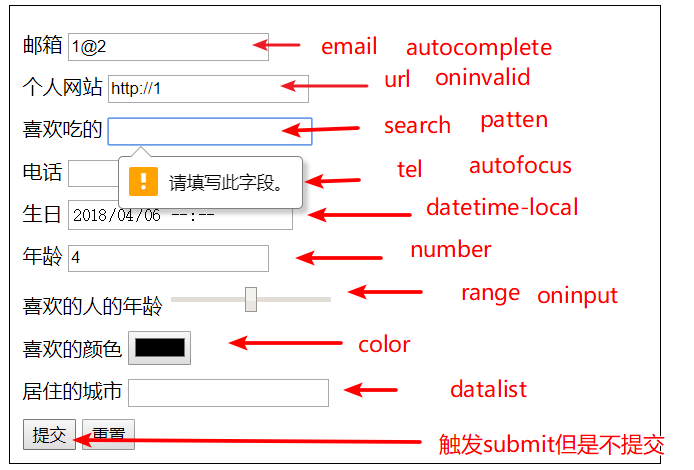 邮箱 1@2 email autocomplete
个人网站 http://1 url oninvalid
喜欢吃的 search patten
请填写此字段。
电话 tel autofocus
生日 2018/04/06 --:-- datetime-local
年龄 4 number
喜欢的人的年龄 range oninput
喜欢的颜色 color
居住的城市 datalist
提交 重置 触发submit但是不提交